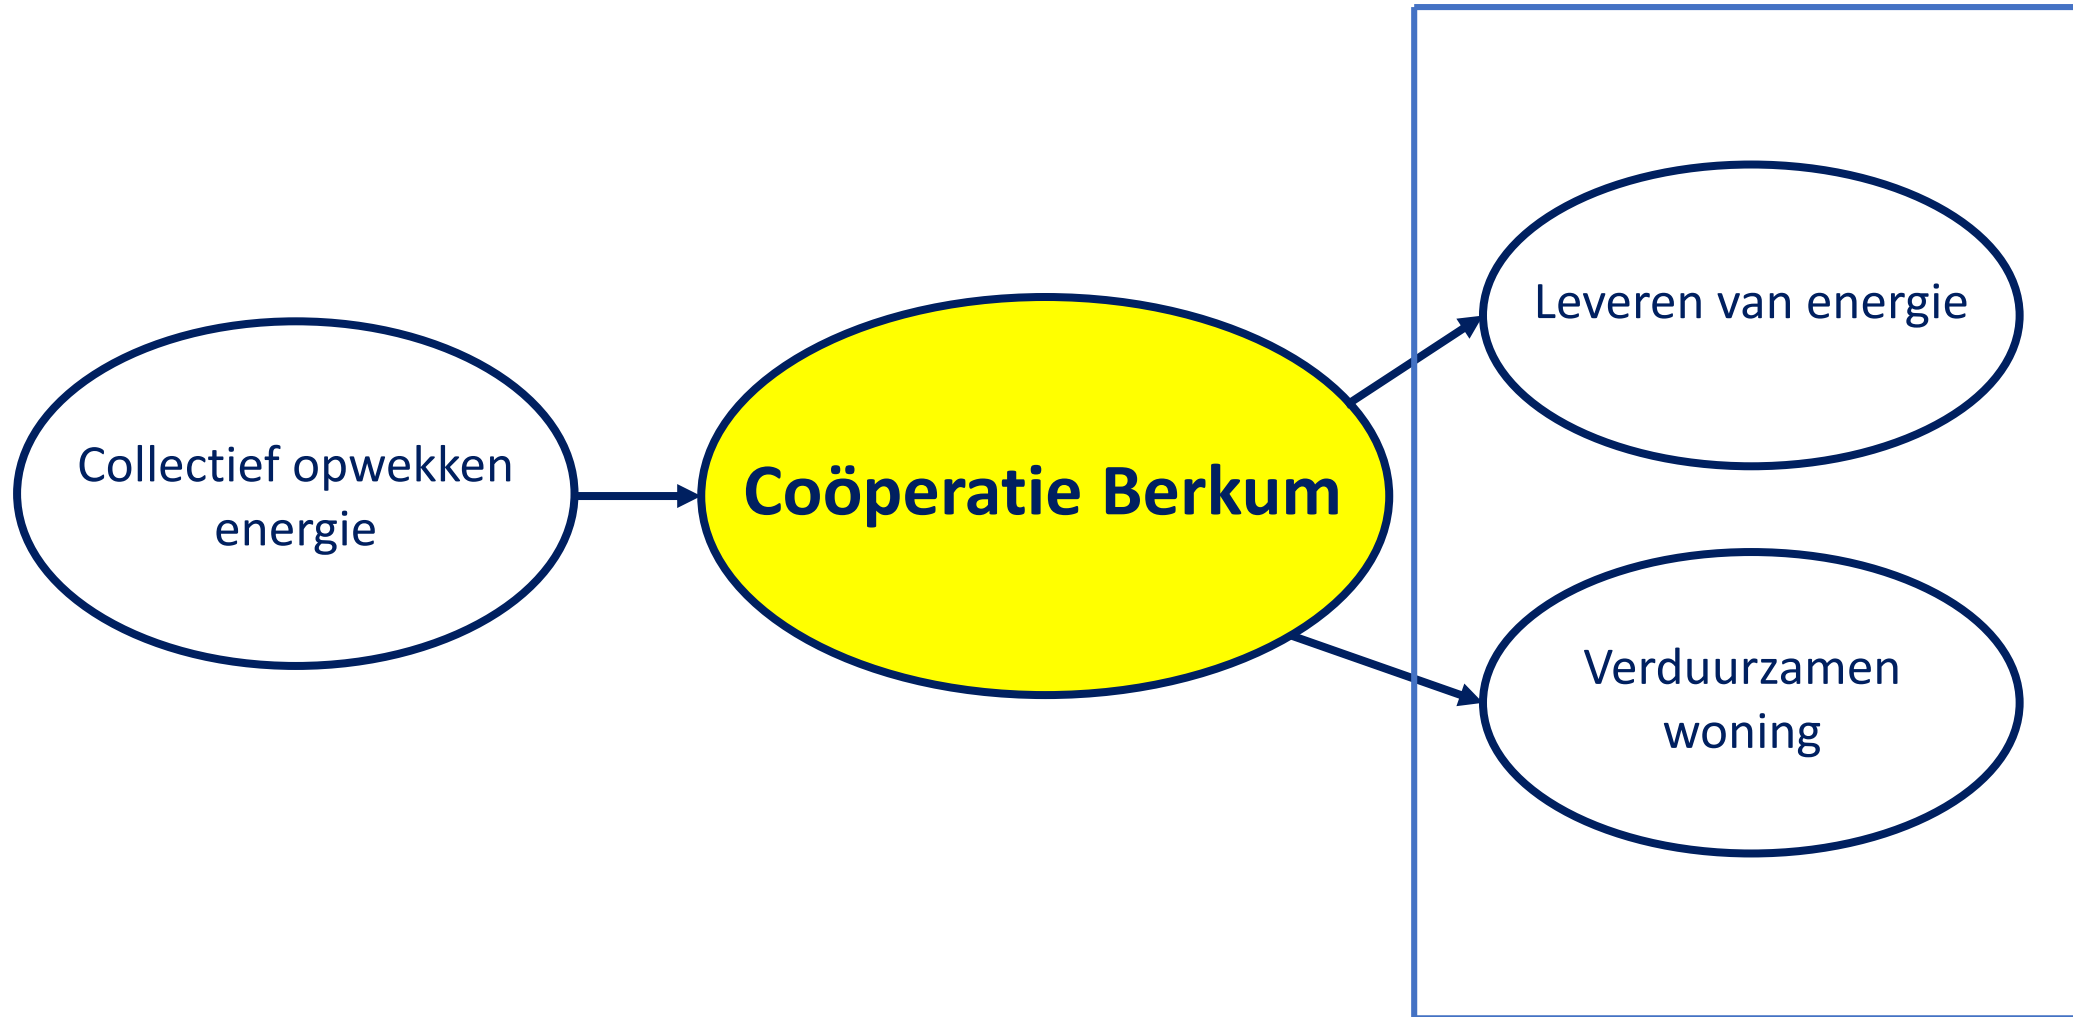 Collectief opwekken
energie
Coöperatie Berkum
Leveren van energie
Verduurzamen
woning